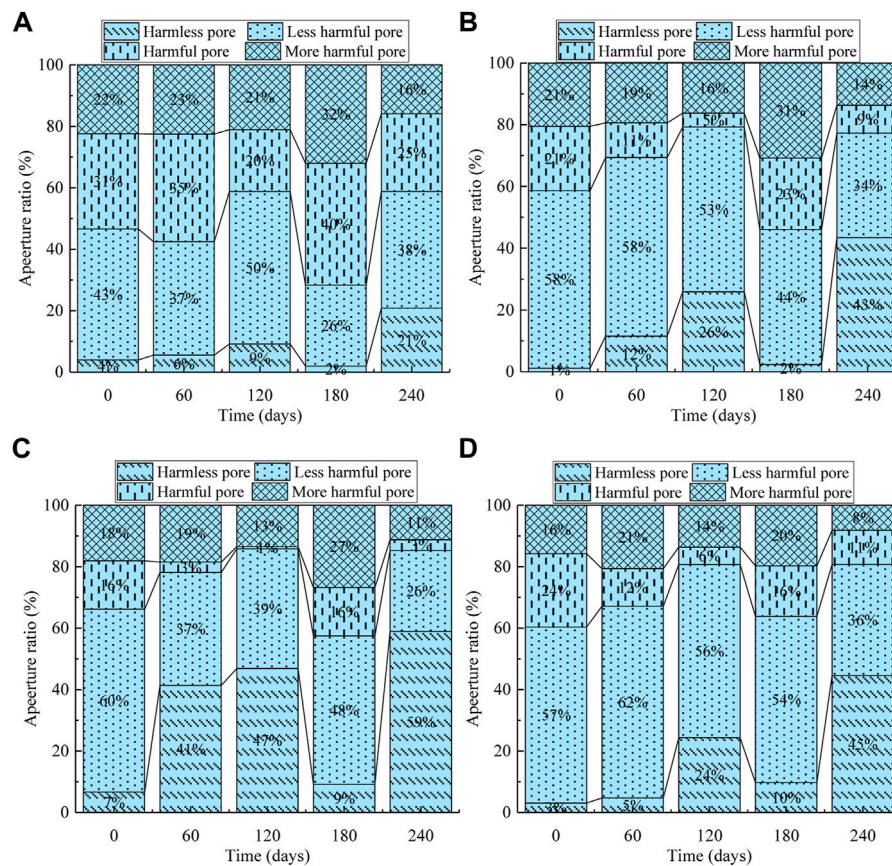 A
Harmless pore Less harmful pore
Harmful pore More harmful pore
100
80
60
40
20
0
Apeerture ratio (%)
22% 23% 21% 32% 16%
31% 35% 20% 40% 25%
43% 37% 50% 26% 38%
4% 6% 9% 2% 21%
0 60 120 180 240
Time (days)
B
Harmless pore Less harmful pore
Harmful pore More harmful pore
100
80
60
40
20
0
Apeerture ratio (%)
21% 19% 16% 31% 14%
21% 11% 5% 23% 9%
58% 58% 53% 44% 34%
1% 12% 26% 2% 43%
0 60 120 180 240
Time (days)
C
Harmless pore Less harmful pore
Harmful pore More harmful pore
100
80
60
40
20
0
Apeerture ratio (%)
18% 19% 13% 27% 11%
16% 3% 1% 16% 3%
60% 37% 39% 48% 26%
7% 41% 47% 9% 59%
0 60 120 180 240
Time (days)
D
Harmless pore Less harmful pore
Harmful pore More harmful pore
100
80
60
40
20
0
Apeerture ratio (%)
16% 21% 14% 20% 8%
24% 12% 6% 16% 11%
57% 62% 56% 54% 36%
3% 5% 24% 10% 45%
0 60 120 180 240
Time (days)